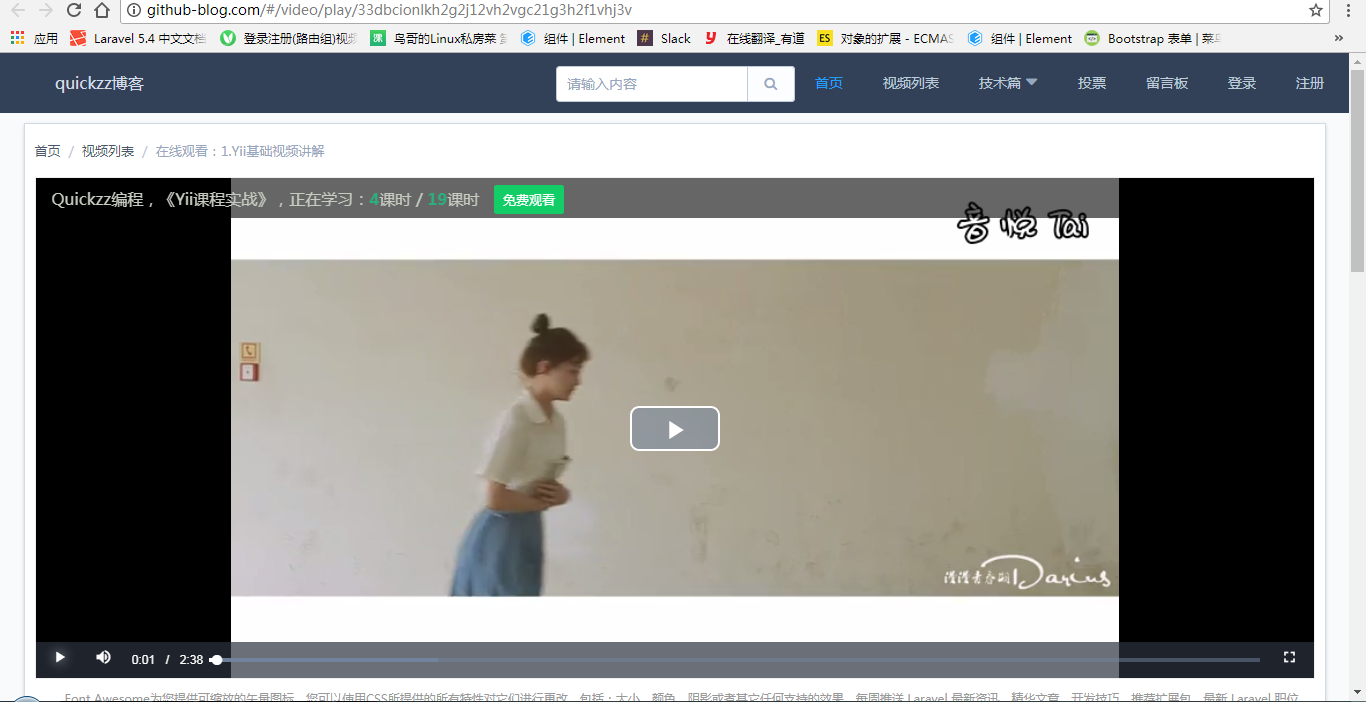 github-blog.com/#/video/play/33dbcionlkh2g2j12vh2vgc21g3h2f1vhj3v
应用 Laravel 5.4 中文文档 登录注册(路由组)视频 鸟哥的Linux私房菜 组件 | Element Slack 在线翻译_有道 对象的扩展 - ECMAS 组件 | Element Bootstrap 表单 | 菜鸟
quickzz博客 请输入内容 首页 视频列表 技术篇 投票 留言板 登录 注册
首页 / 视频列表 / 在线观看：1.Yii基础视频讲解
Quickzz编程，《Yii课程实战》，正在学习：4课时 / 19课时 免费观看
音悦Tai
漫漫青春期 Darius
0:01 / 2:38
Font Awesome为您提供可缩放的矢量图标，您可以使用CSS所提供的所有特性对它们进行更改，包括：大小、颜色、阴影或者其它任何支持的效果。每周推送 Laravel 最新资讯、精华文章、开发技巧、推荐扩展包、最新 Laravel 职位